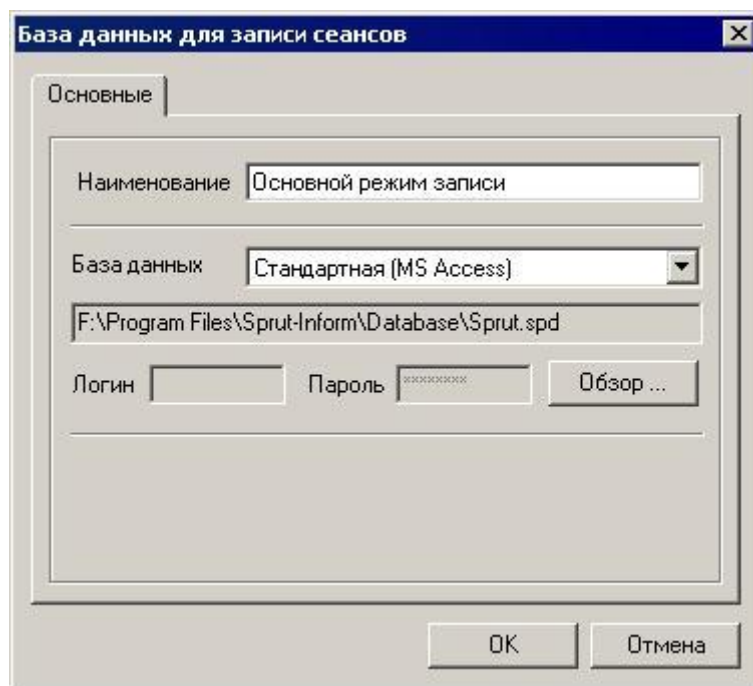 База данных для записи сеансов
Основные
Наименование Основной режим записи
База данных Стандартная (MS Access)
F:\Program Files\Sprut-Inform\Database\Sprut.spd
Логин Пароль ******** Обзор ...
OK Отмена